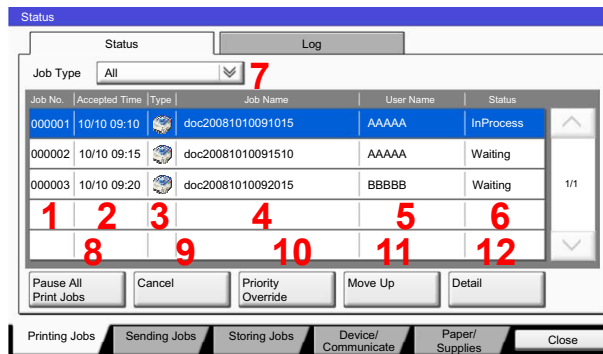 Status
Status Log
Job Type All 7
Job No. Accepted Time Type Job Name User Name Status
000001 10/10 09:10 doc20081010091015 AAAAA InProcess
000002 10/10 09:15 doc20081010091510 AAAAA Waiting
000003 10/10 09:20 doc20081010092015 BBBBB Waiting 1/1
1 2 3 4 5 6
8 9 10 11 12
Pause All
Print Jobs
Cancel
Priority
Override
Move Up
Detail
Printing Jobs
Sending Jobs
Storing Jobs
Device/
Communicate
Paper/
Supplies
Close